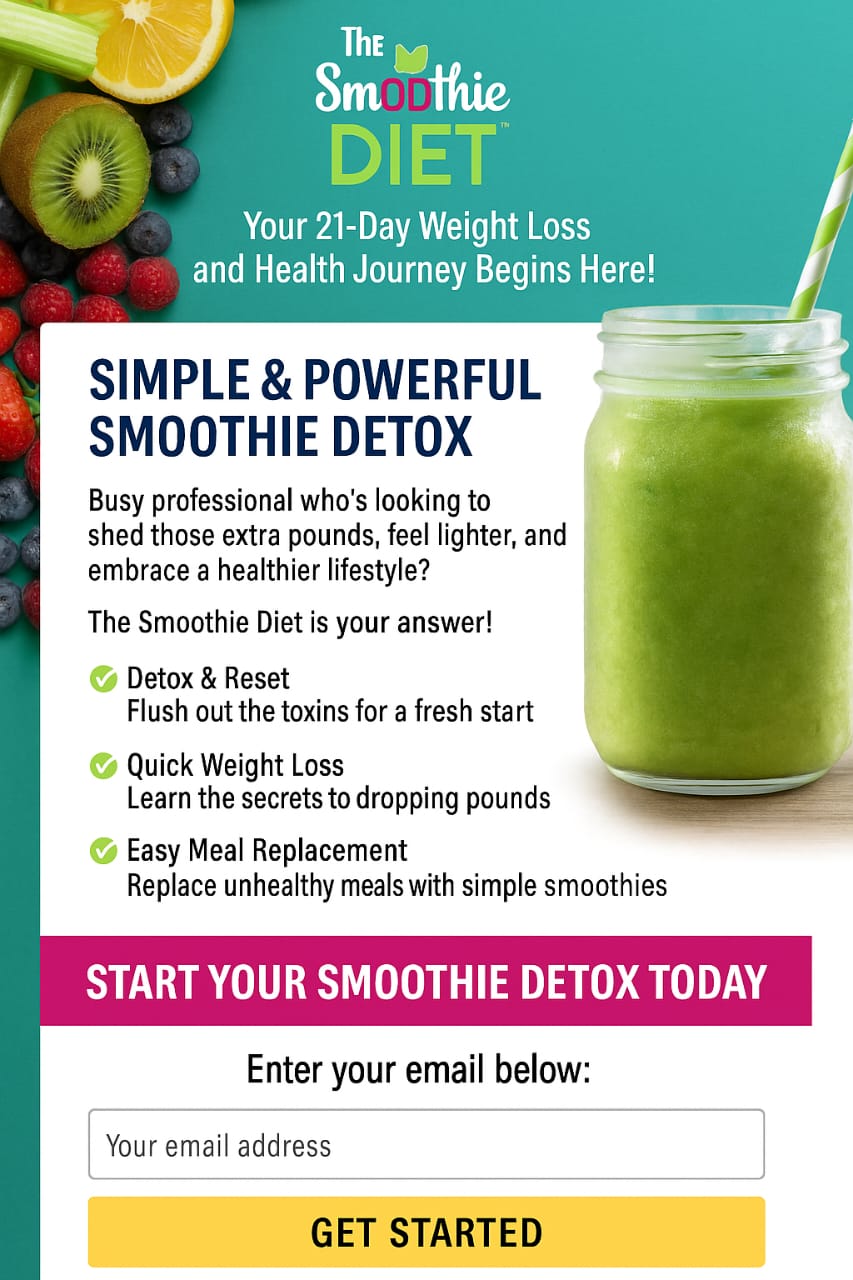 The
Smoothie
DIET™
Your 21-Day Weight Loss
and Health Journey Begins Here!
SIMPLE & POWERFUL
SMOOTHIE DETOX
Busy professional who's looking to
shed those extra pounds, feel lighter, and
embrace a healthier lifestyle?
The Smoothie Diet is your answer!
Detox & Reset
Flush out the toxins for a fresh start
Quick Weight Loss
Learn the secrets to dropping pounds
Easy Meal Replacement
Replace unhealthy meals with simple smoothies
START YOUR SMOOTHIE DETOX TODAY
Enter your email below:
Your email address
GET STARTED